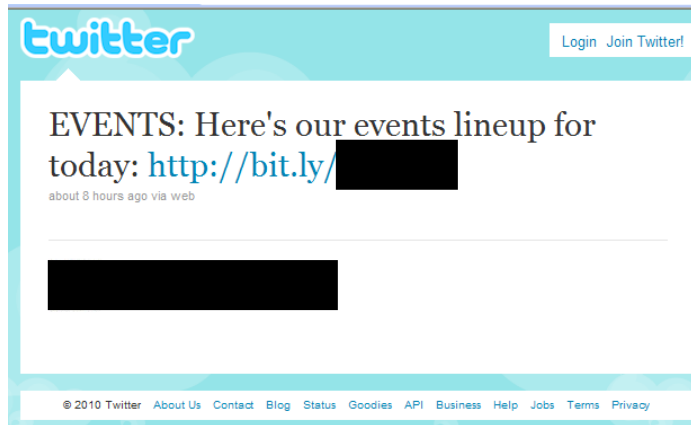 twitter
Login Join Twitter!
EVENTS: Here's our events lineup for
today: http://bit.ly/
about 8 hours ago via web
© 2010 Twitter About Us Contact Blog Status Goodies API Business Help Jobs Terms Privacy